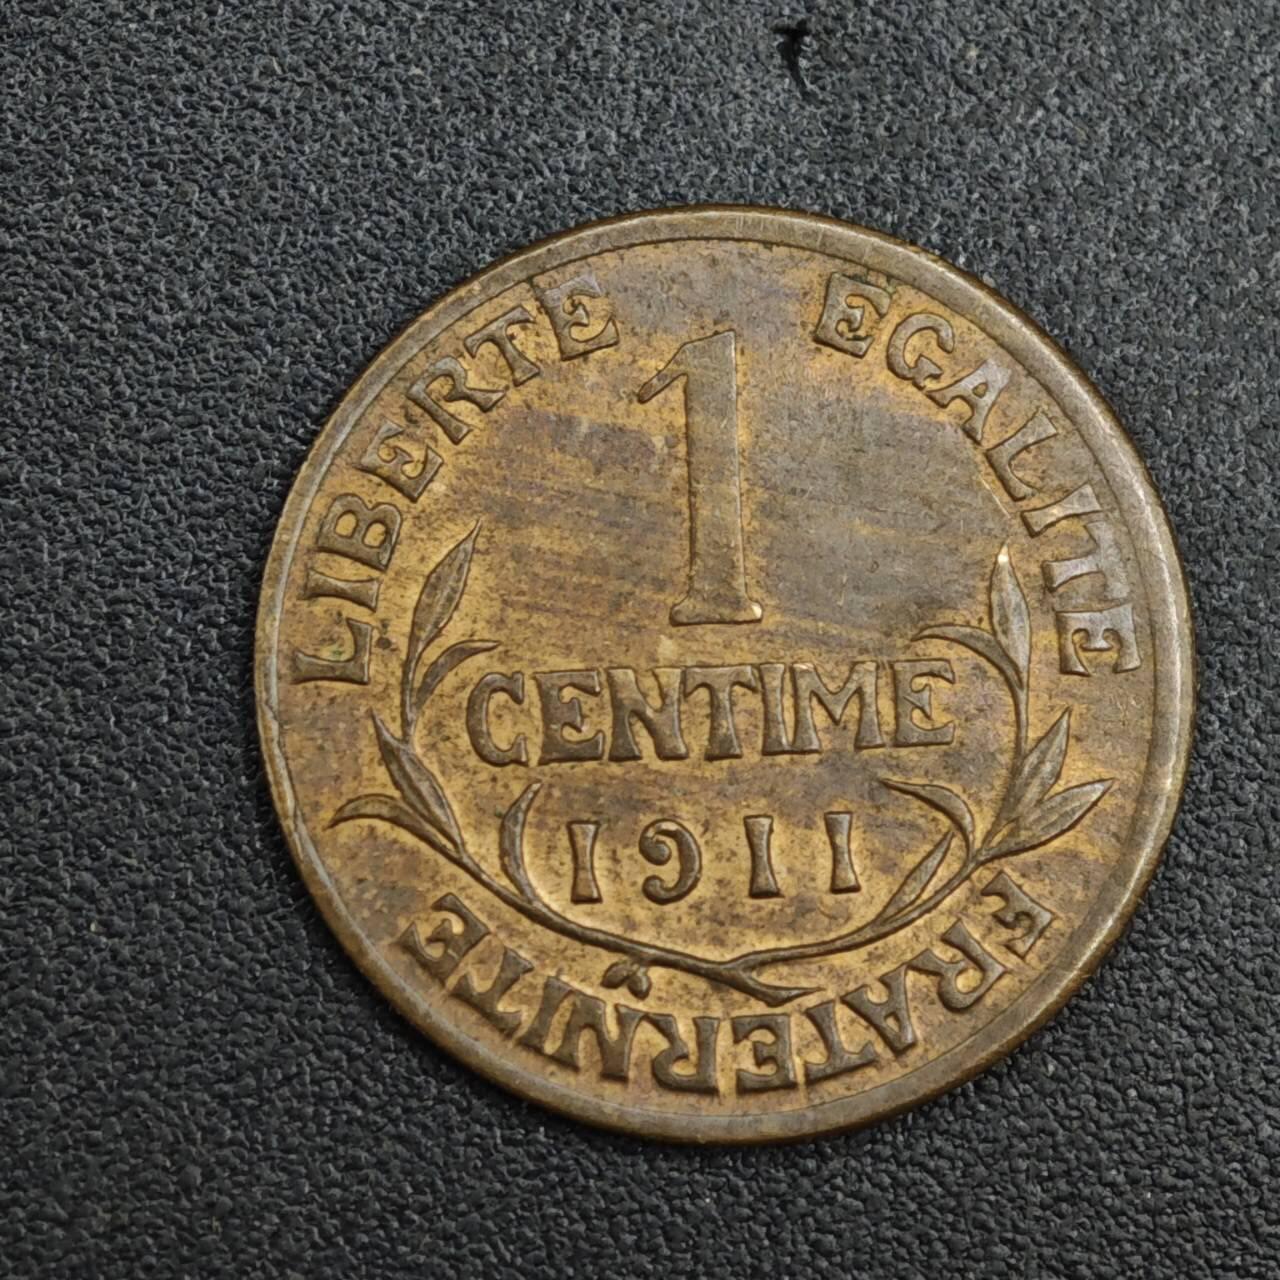 LIBERTE EGALITE FRATERNITE
1
CENTIME
1911